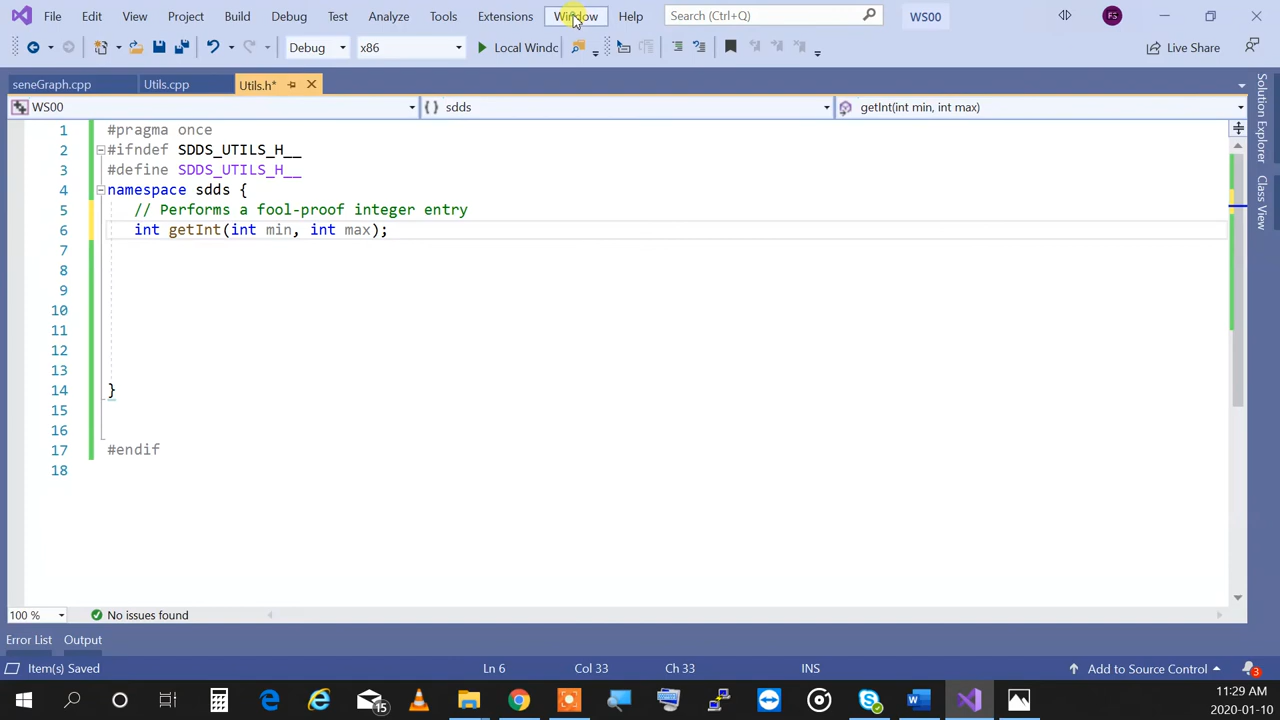 File Edit View Project Build Debug Test Analyze Tools Extensions Window Help Search (Ctrl+Q) WS00 FS
Debug x86 Local Windc Live Share
seneGraph.cpp Utils.cpp Utils.h*
WS00 sdds getInt(int min, int max)
1 #pragma once
2 #ifndef SDDS_UTILS_H__
3 #define SDDS_UTILS_H__
4 namespace sdds {
5 // Performs a fool-proof integer entry
6 int getInt(int min, int max);
7
8
9
10
11
12
13
14 }
15
16
17 #endif
18
Solution Explorer
Class View
100 % No issues found
Error List Output
Item(s) Saved Ln 6 Col 33 Ch 33 INS Add to Source Control 3
15 11:29 AM
2020-01-10